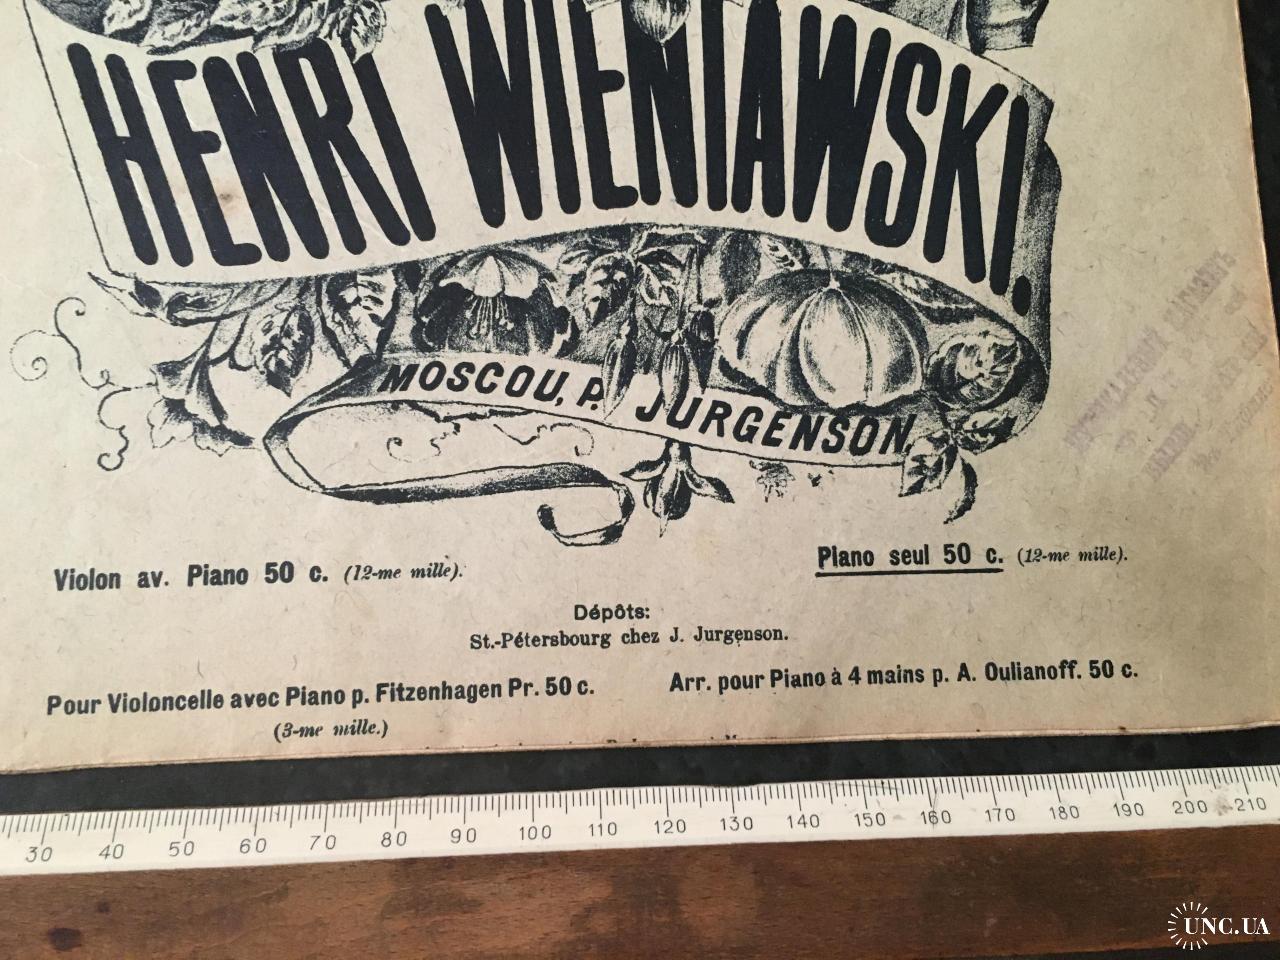 HENRI WIENIAWSKI.
MOSCOU, P. JURGENSON
Violon av. Piano 50 c. (12-me mille).
Piano seul 50 c. (12-me mille).
Dépôts:
St.-Pétersbourg chez J. Jurgenson.
Pour Violoncelle avec Piano p. Fitzenhagen Pr. 50 c.
(3-me mille.)
Arr. pour Piano à 4 mains p. A. Oulianoff. 50 c.
30 40 50 60 70 80 90 100 110 120 130 140 150 160 170 180 190 200 210
UNC.UA